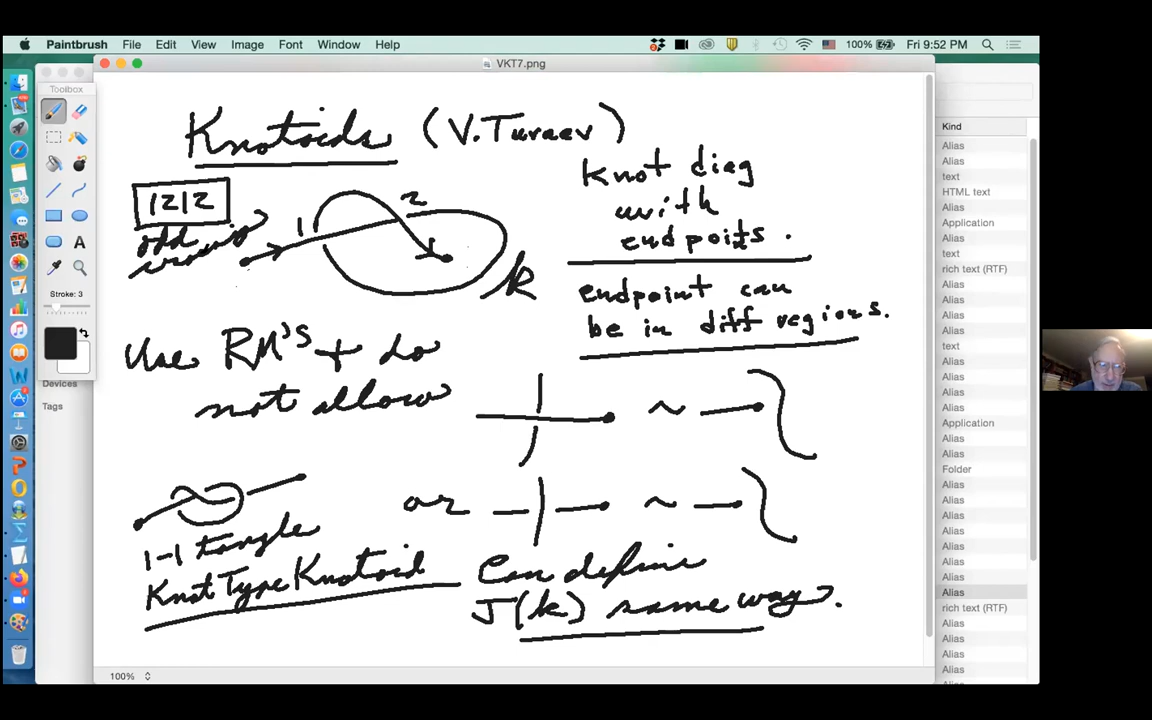 Paintbrush File Edit View Image Font Window Help
100% Fri 9:52 PM
VKT7.png
Toolbox
Stroke: 3
Devices
Tags
Knotoids (V. Turaev)
1212
odd
1
2
K
knot diag
with
endpoints.
endpoint can
be in diff regions.
Use RM's + do
not allow
~
or
~
1-1 tangle
Knot Type Knotoid
Can define
J(k) same way.
100%
Kind
Alias
Alias
text
HTML text
Alias
Application
Alias
Alias
text
rich text (RTF)
Alias
Alias
Alias
text
Alias
Alias
Alias
Application
Alias
Alias
Folder
Alias
Alias
Alias
Alias
Alias
Alias
Alias
rich text (RTF)
Alias
Alias
Alias
Alias
Alias